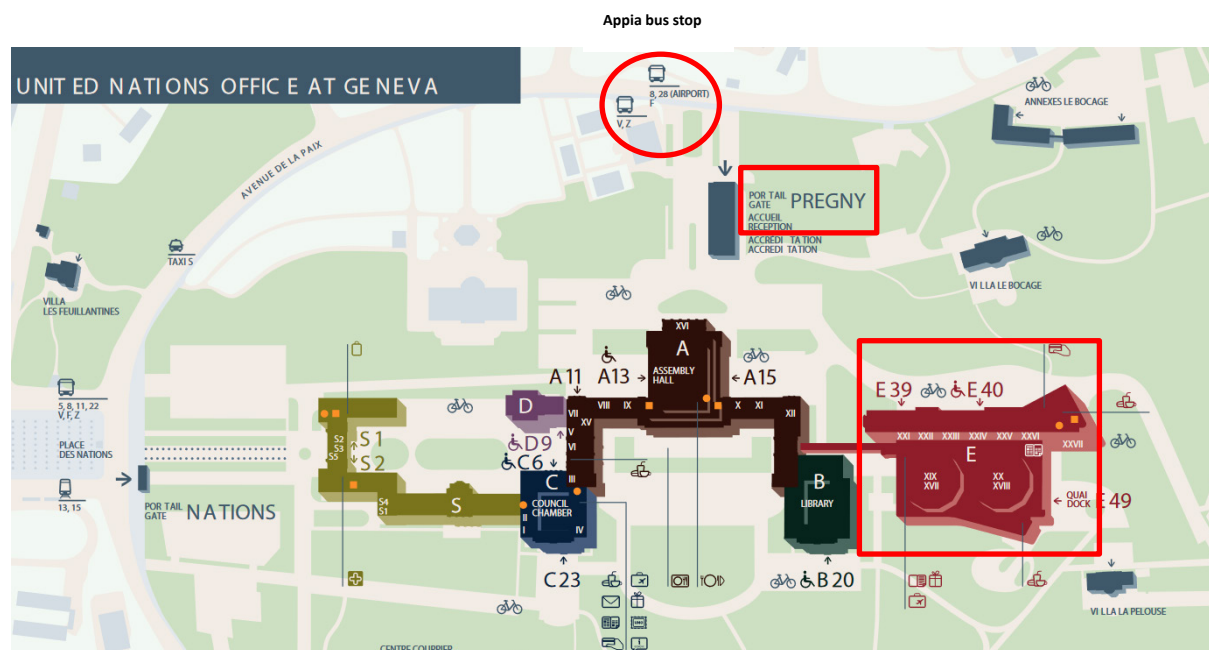 Appia bus stop
UNIT ED NATIONS OFFIC E AT GENEVA
8, 28 (AIRPORT)
F
V, Z
AVENUE DE LA PAIX
ANNEXES LE BOCAGE
POR TAIL
GATE
PREGNY
ACCUEIL
RECEPTION
ACCREDI TA TION
ACCREDI TATION
TAXI S
VILLA
LES FEUILLANTINES
VI LLA LE BOCAGE
XVI
A
ASSEMBLY
HALL
A 11
A13
A15
E 39
E 40
5, 8, 11, 22
V, F, Z
PLACE
DES NATIONS
13, 15
POR TAIL
GATE
NATIONS
S2
S3
S5
S 1
S 2
S4
S1
S
D
D9
C6
VII
VIII
IX
XV
V
VI
III
X
XI
XII
C
COUNCIL
CHAMBER
II
I
IV
C23
B
LIBRARY
B 20
XXI
XXII
XXIII
XXIV
XXV
XXVI
XXVII
E
XIX
XVII
XX
XVIII
QUAI
DOCK
E 49
VI LLA LA PELOUSE
CENTRE COURRIER